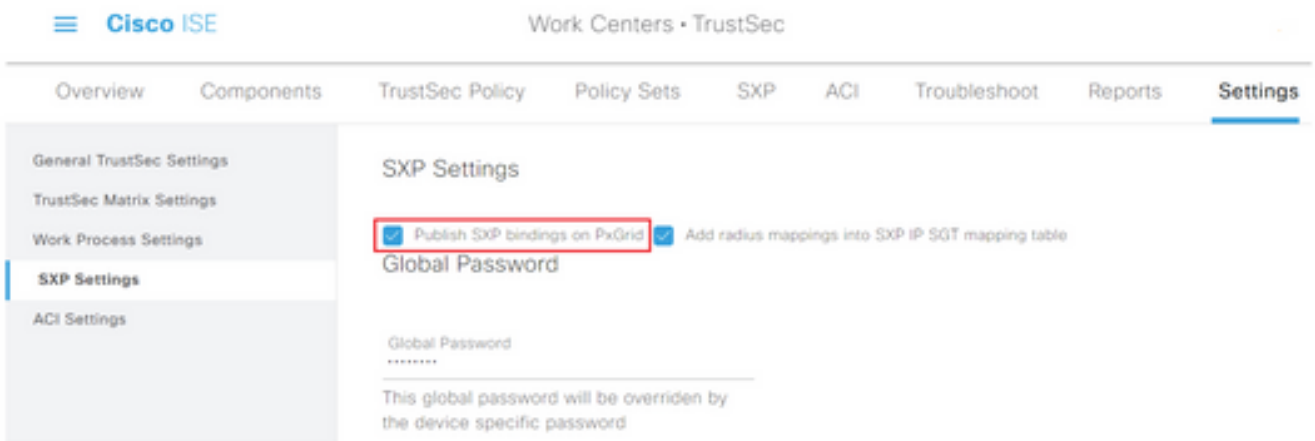 Cisco ISE
Work Centers · TrustSec
Overview Components TrustSec Policy Policy Sets SXP ACI Troubleshoot Reports Settings
General TrustSec Settings
TrustSec Matrix Settings
Work Process Settings
SXP Settings
ACI Settings
SXP Settings
Publish SXP bindings on PxGrid Add radius mappings into SXP IP SGT mapping table
Global Password
Global Password
········
This global password will be overriden by
the device specific password